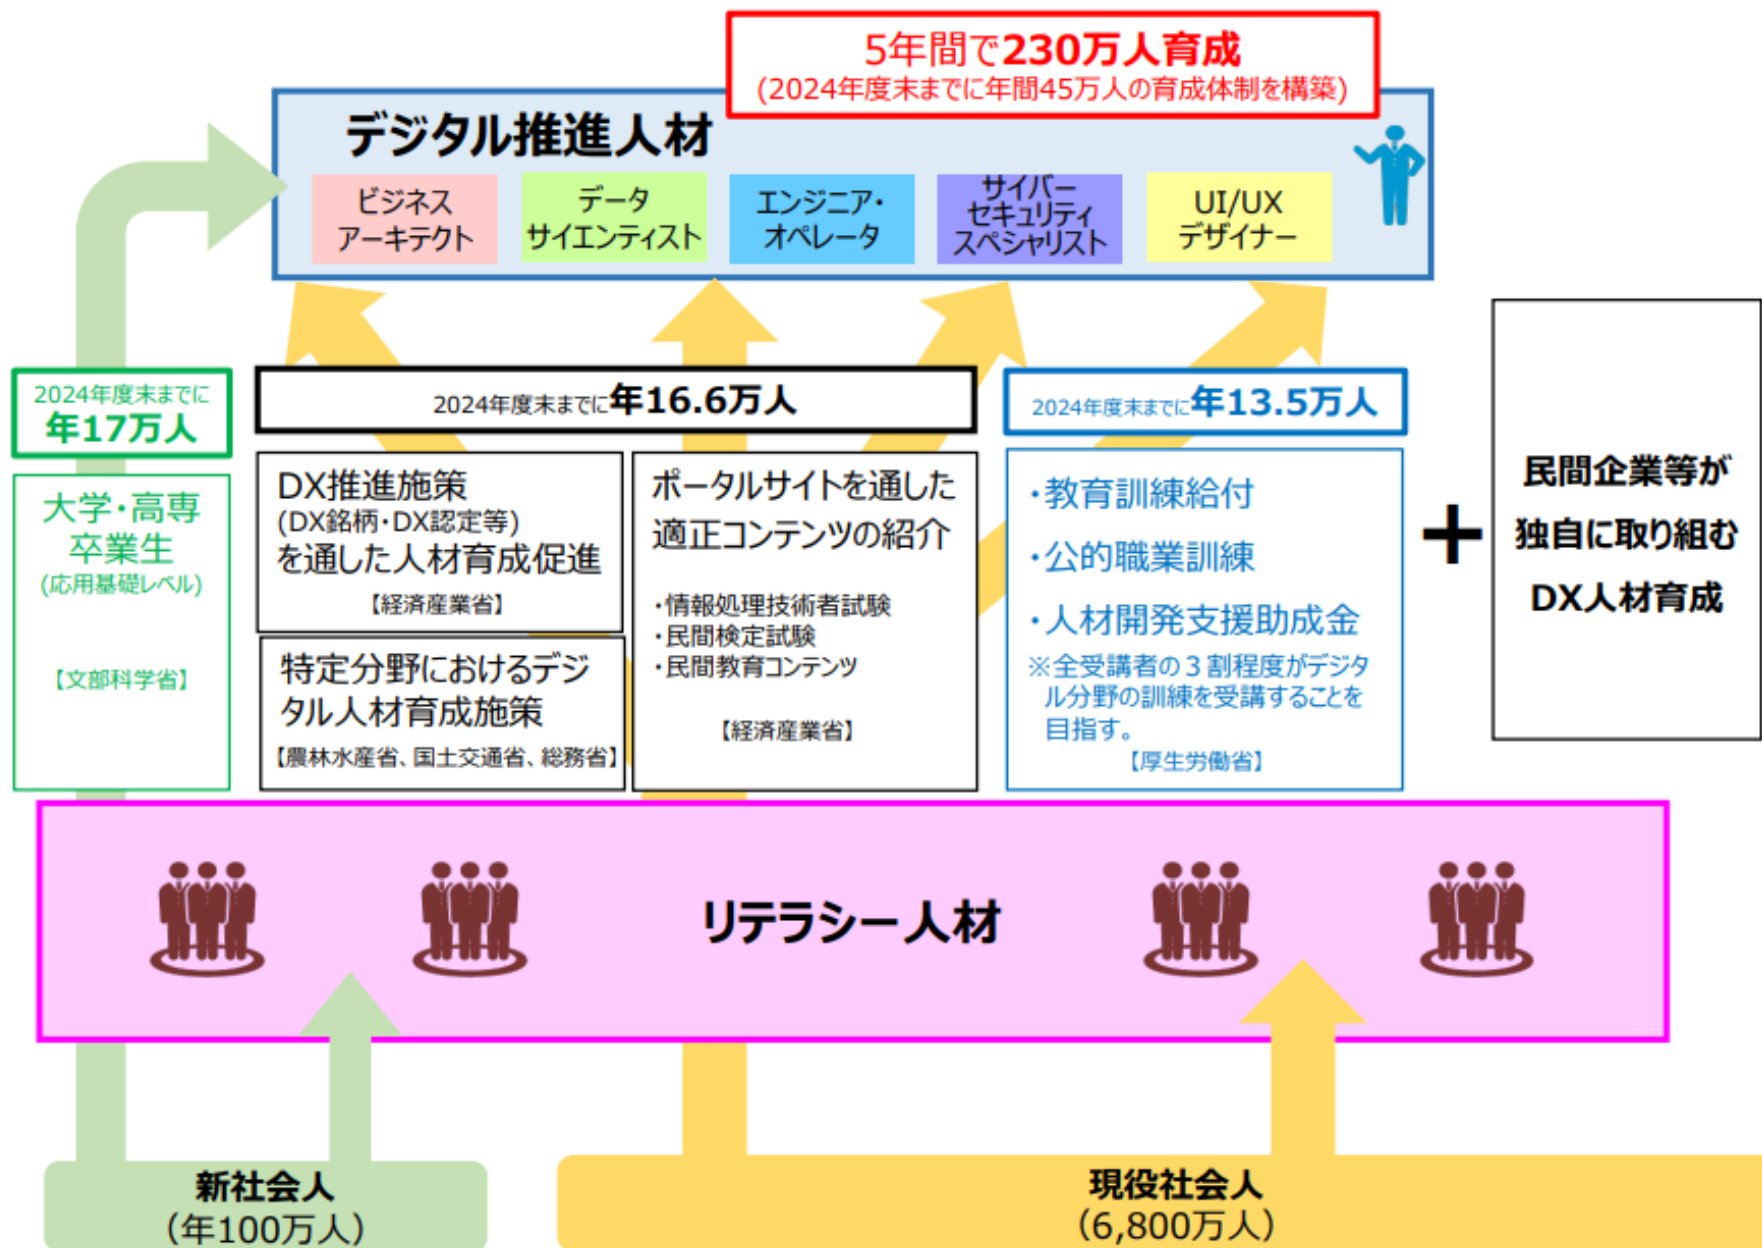 5年間で230万人育成
(2024年度末までに年間45万人の育成体制を構築)
デジタル推進人材
ビジネス
アーキテクト
データ
サイエンティスト
エンジニア・
オペレータ
サイバー
セキュリティ
スペシャリスト
UI/UX
デザイナー
2024年度末までに
年17万人
大学・高専
卒業生
(応用基礎レベル)
【文部科学省】
2024年度末までに年16.6万人
DX推進施策
(DX銘柄・DX認定等)
を通した人材育成促進
【経済産業省】
特定分野におけるデジ
タル人材育成施策
【農林水産省、国土交通省、総務省】
ポータルサイトを通した
適正コンテンツの紹介
・情報処理技術者試験
・民間検定試験
・民間教育コンテンツ
【経済産業省】
2024年度末までに年13.5万人
・教育訓練給付
・公的職業訓練
・人材開発支援助成金
※全受講者の3割程度がデジタ
ル分野の訓練を受講することを
目指す。
【厚生労働省】
+
民間企業等が
独自に取り組む
DX人材育成
リテラシー人材
新社会人
(年100万人)
現役社会人
(6,800万人)